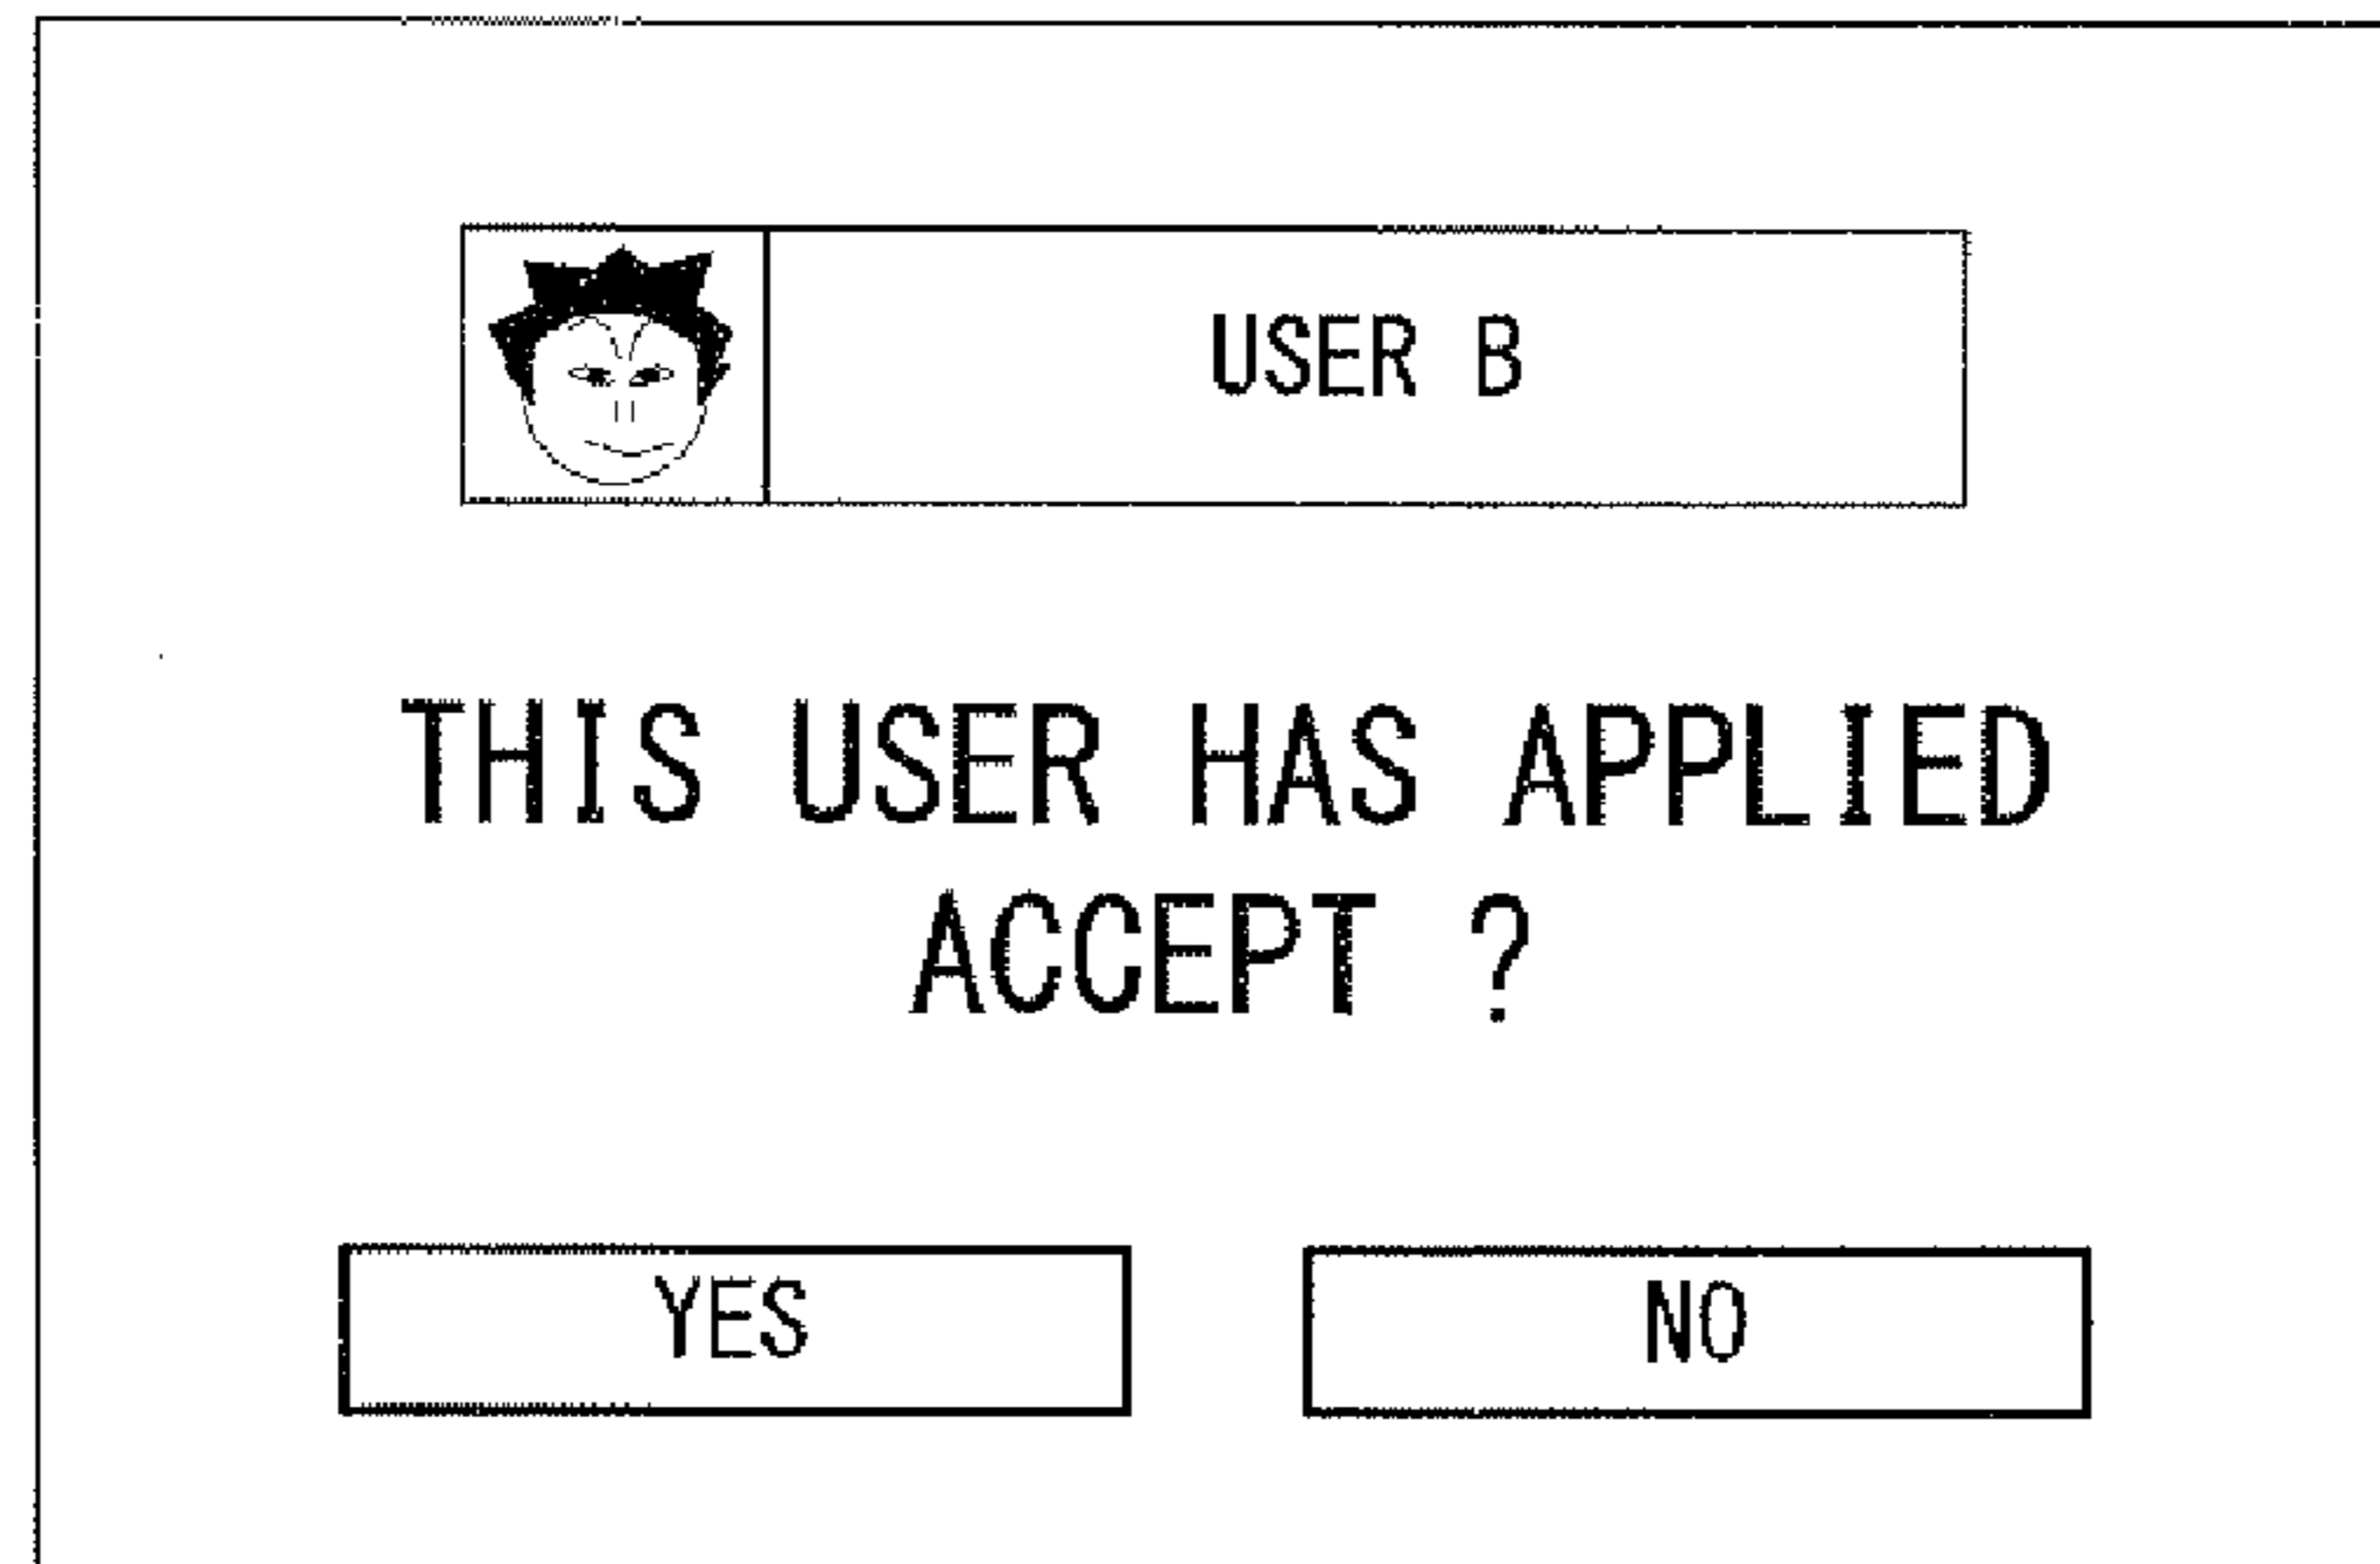 USER B
THIS USER HAS APPLIED
ACCEPT ?
YES
NO